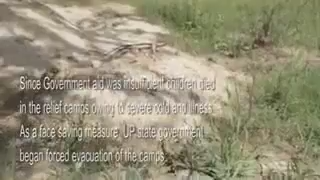 Since Government aid was insufficient children died
in the relief camps owing to severe cold and illness.
As a face saving measure, UP state government
began forced evacuation of the camps.